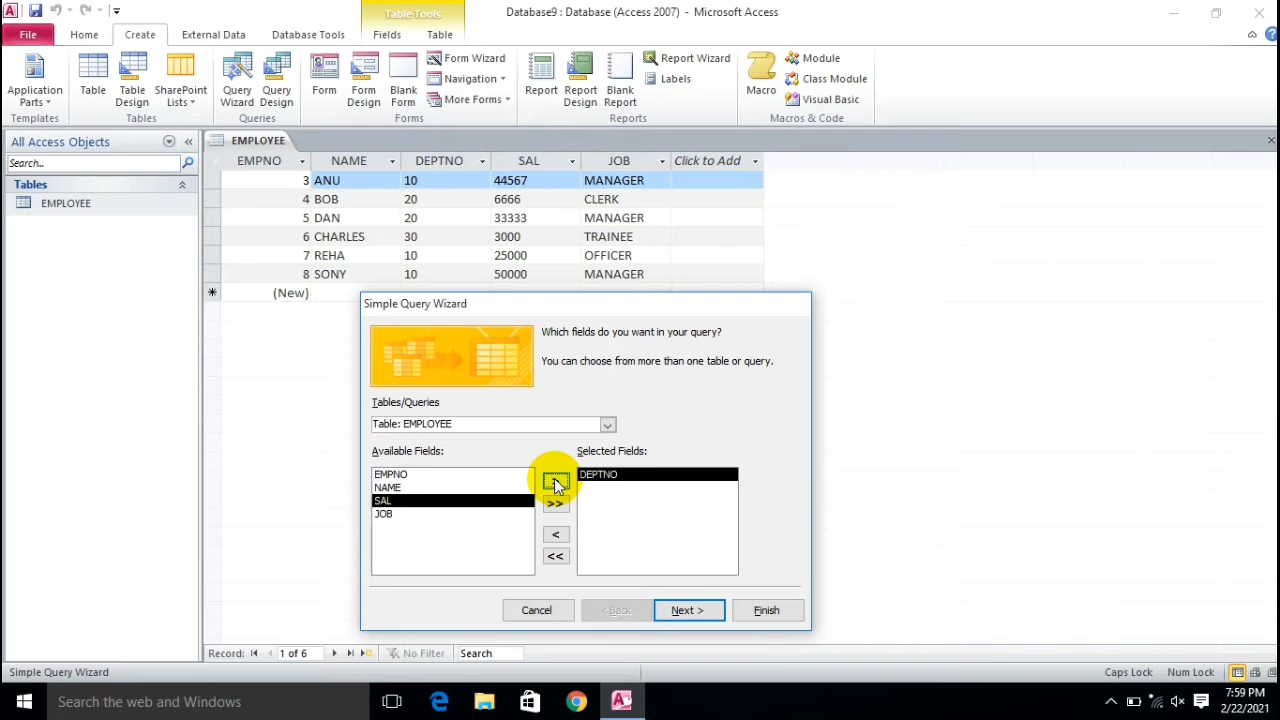 Table Tools
Database9 : Database (Access 2007) - Microsoft Access
File Home Create External Data Database Tools Fields Table
Application Parts
Table
Table Design
SharePoint Lists
Query Wizard
Query Design
Form
Form Design
Blank Form
Form Wizard
Navigation
More Forms
Report
Report Design
Blank Report
Report Wizard
Labels
Macro
Module
Class Module
Visual Basic
Templates Tables Queries Forms Reports Macros & Code
All Access Objects
Search...
Tables
EMPLOYEE
EMPLOYEE
EMPNO NAME DEPTNO SAL JOB Click to Add
3 ANU 10 44567 MANAGER
4 BOB 20 6666 CLERK
5 DAN 20 33333 MANAGER
6 CHARLES 30 3000 TRAINEE
7 REHA 10 25000 OFFICER
8 SONY 10 50000 MANAGER
* (New)
Simple Query Wizard
Which fields do you want in your query?
You can choose from more than one table or query.
Tables/Queries
Table: EMPLOYEE
Available Fields: Selected Fields:
EMPNO
NAME
SAL
JOB
DEPTNO
>>
<
<<
Cancel < Back Next > Finish
Record: 1 of 6 No Filter Search
Simple Query Wizard Caps Lock Num Lock
Search the web and Windows
7:59 PM
2/22/2021